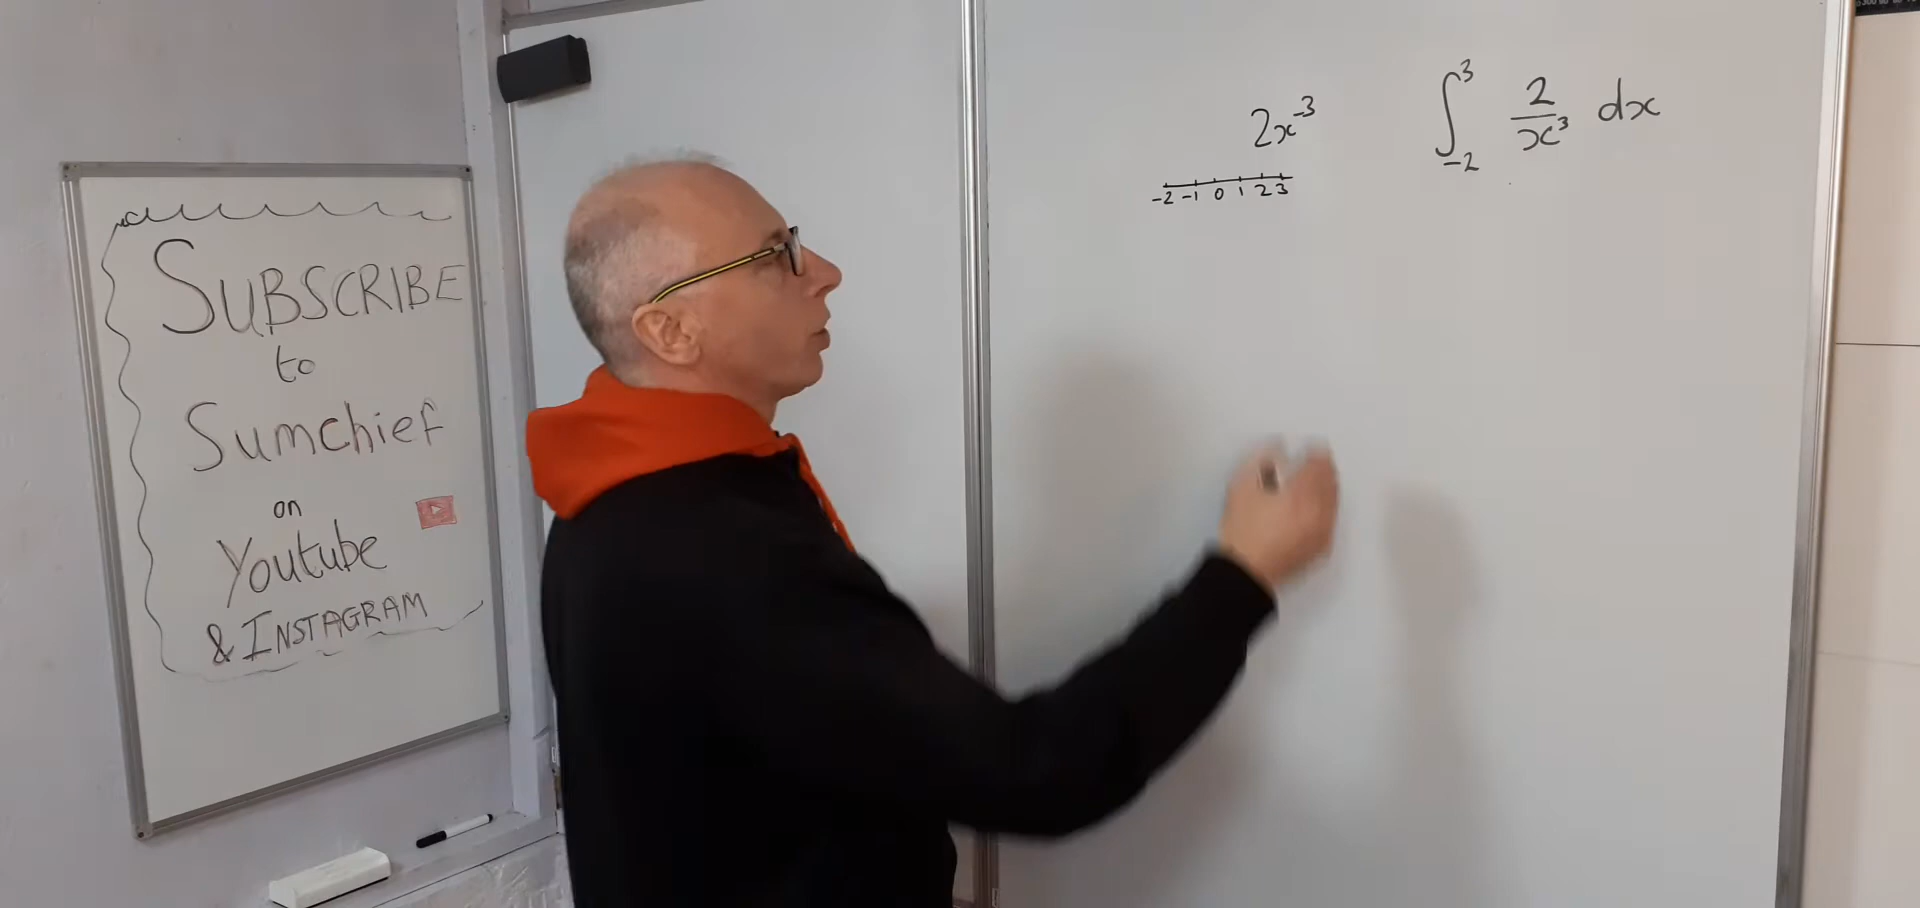 SUBSCRIBE
to
Sumchief
on
Youtube
& INSTAGRAM
2x⁻³
-2 -1 0 1 2 3
∫₋₂³ 2/x³ dx